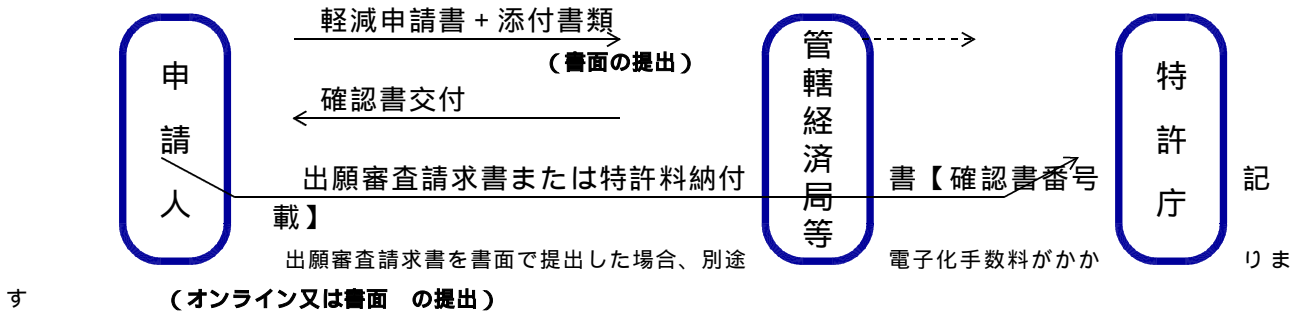 軽減申請書+添付書類
(書面の提出)
確認書交付
出願審査請求書または特許料納付書【確認書番号記
載】
出願審査請求書を書面で提出した場合、別途電子化手数料がかかりま
す
(オンライン又は書面 の提出)
申請人
管轄経済局等
特許庁